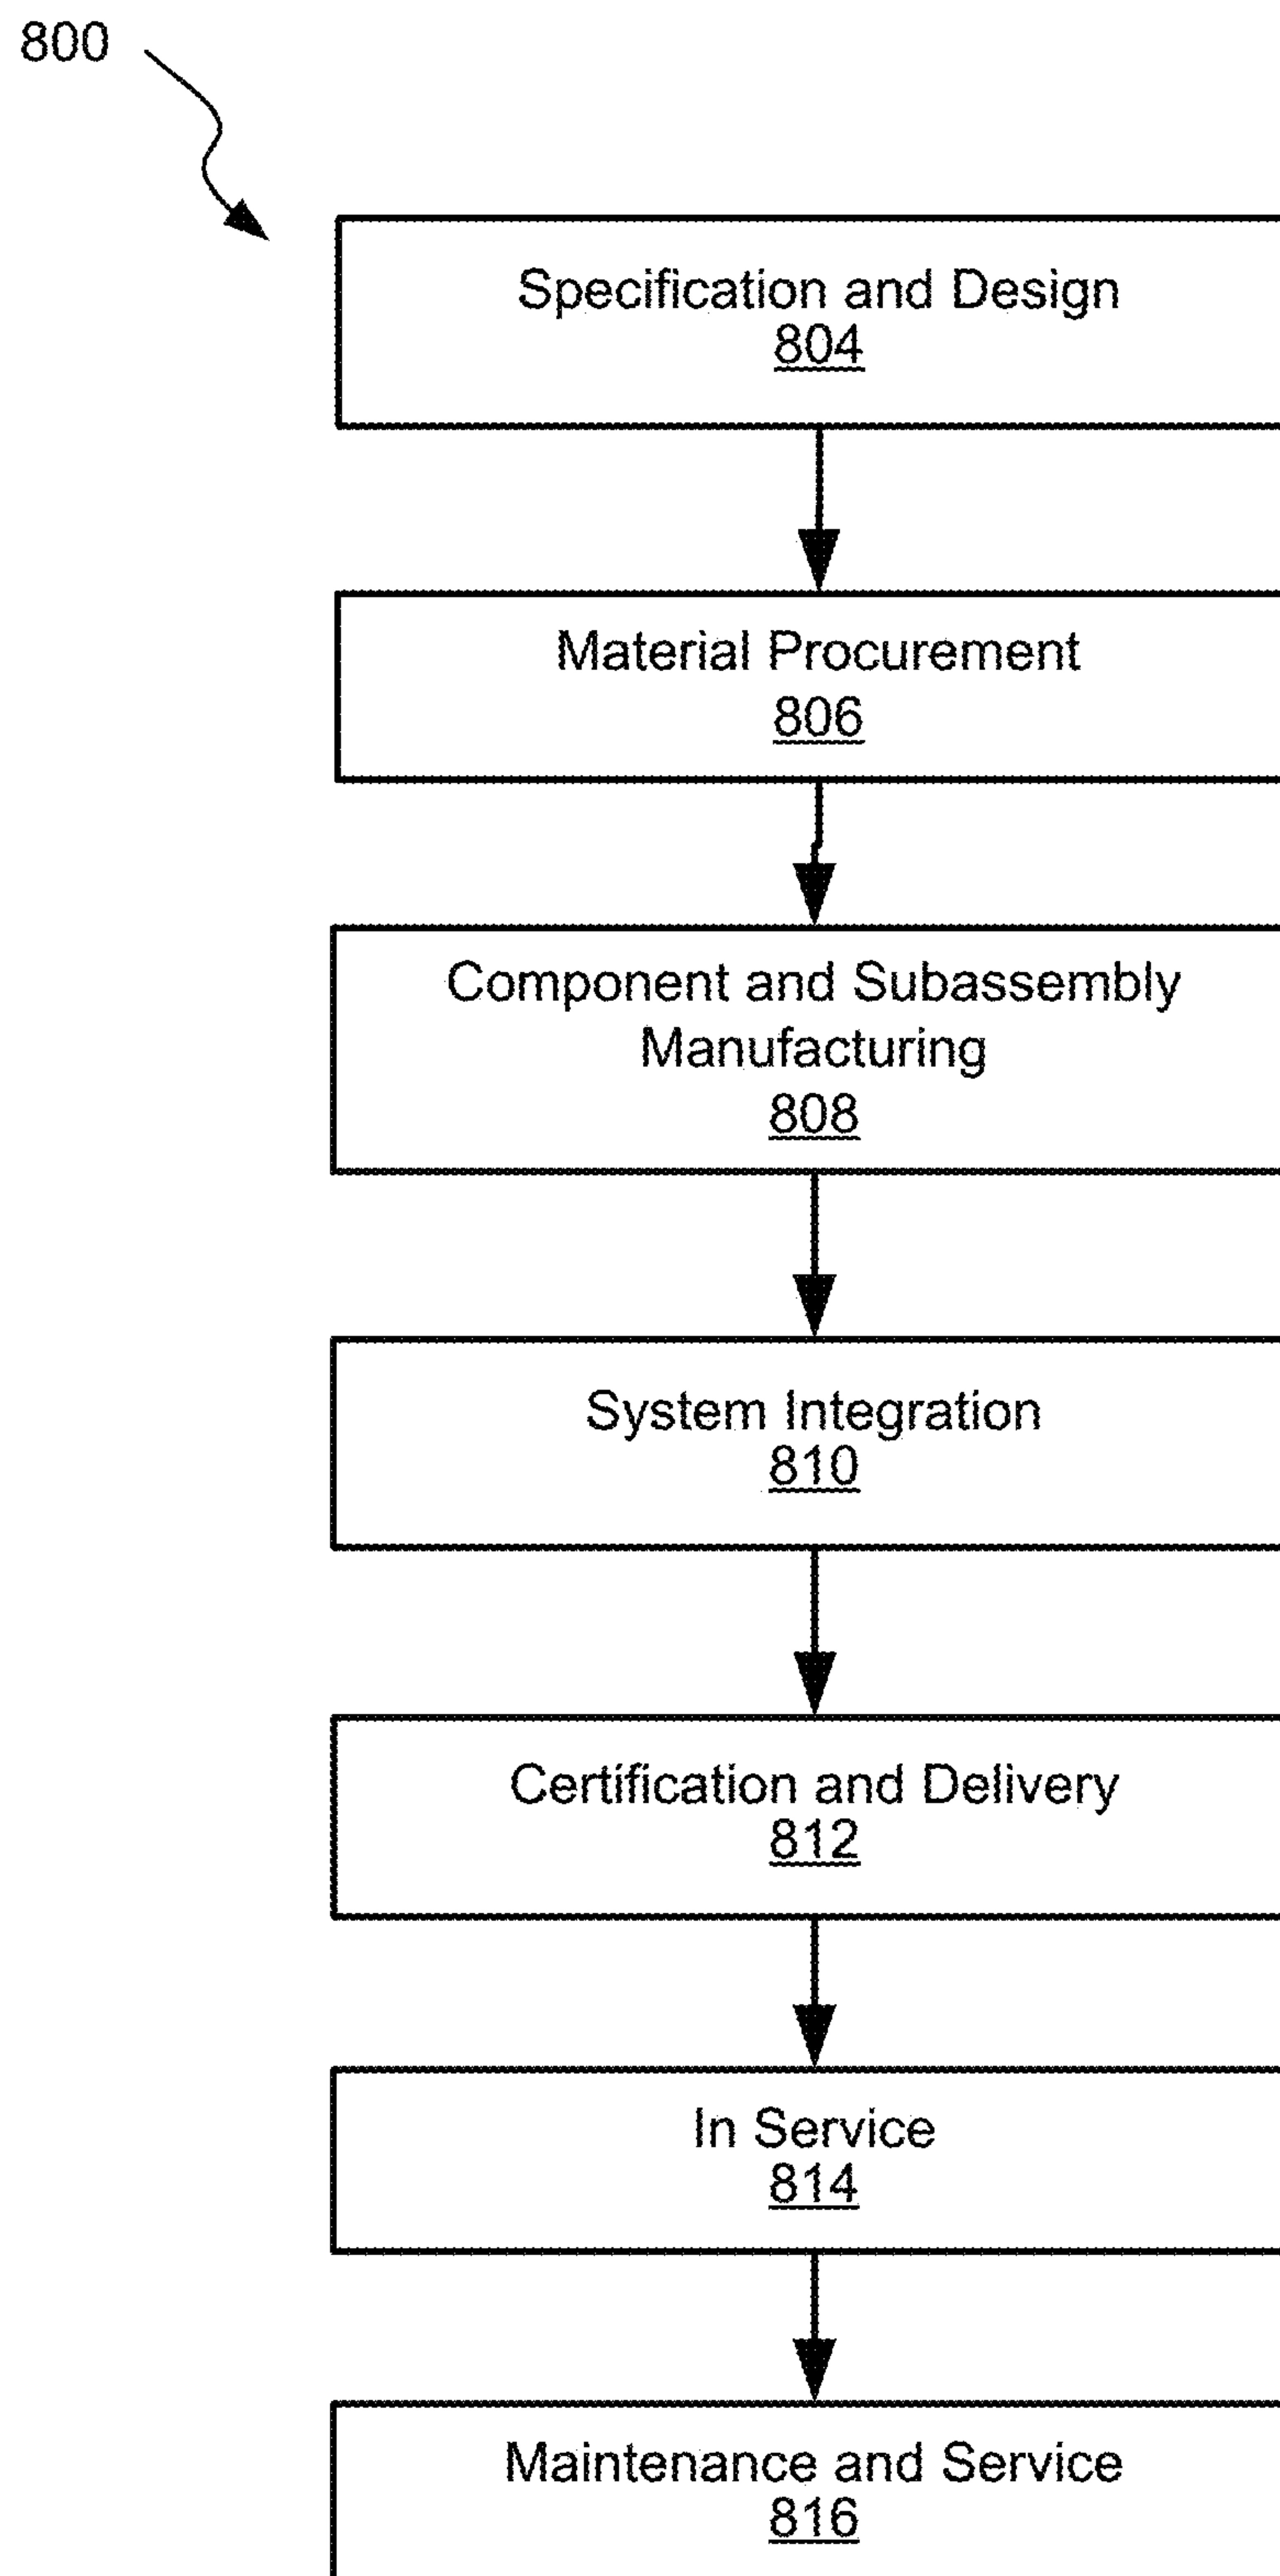 800
Specification and Design
804
Material Procurement
806
Component and Subassembly
Manufacturing
808
System Integration
810
Certification and Delivery
812
In Service
814
Maintenance and Service
816